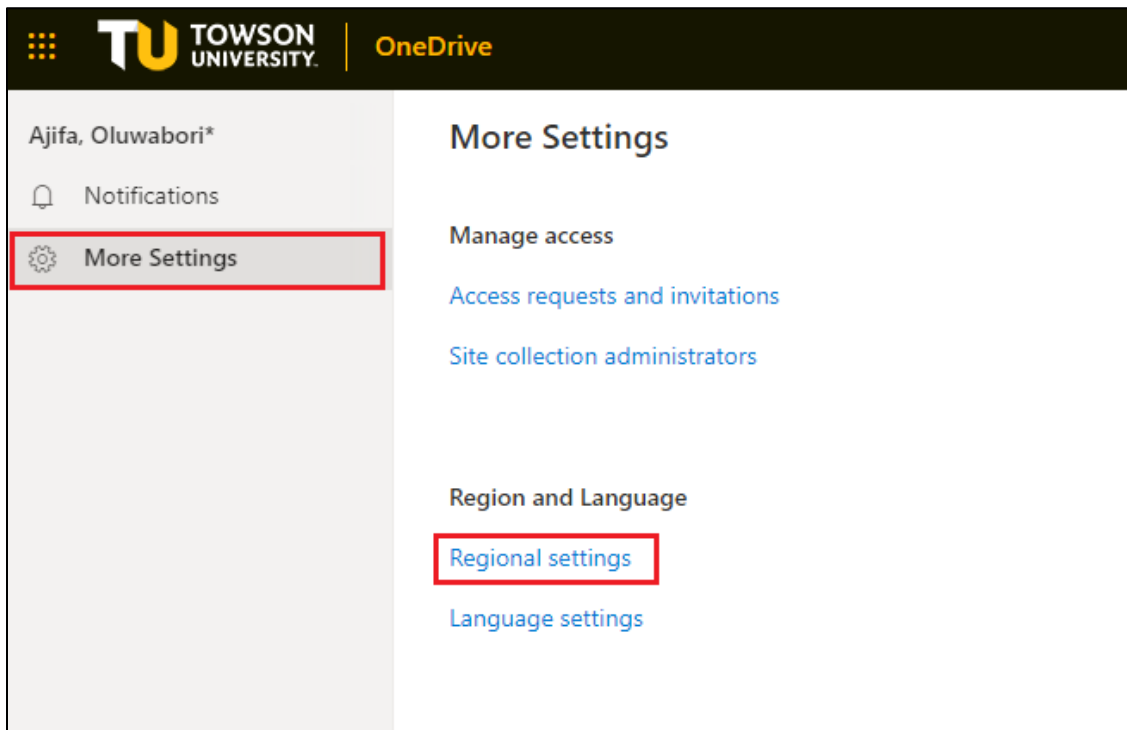 TU TOWSON
UNIVERSITY.
OneDrive
Ajifa, Oluwabori*
Notifications
More Settings
More Settings
Manage access
Access requests and invitations
Site collection administrators
Region and Language
Regional settings
Language settings